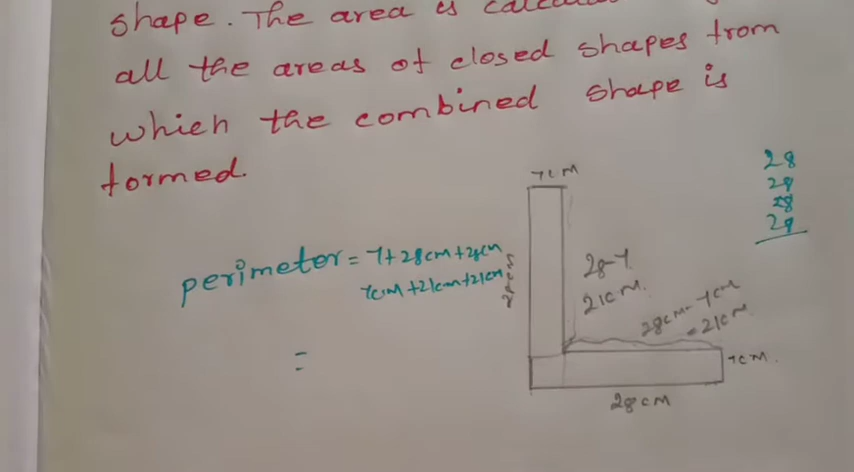 shape. The area is
all the areas of closed shapes from
which the combined shape is
formed.
7cM
28
28
28
28
perimeter = 7+28cm+28cm
7cm+21cm+21cm
=
28-7
21cM.
28cm-7cm
=21cM
7cM.
28cM